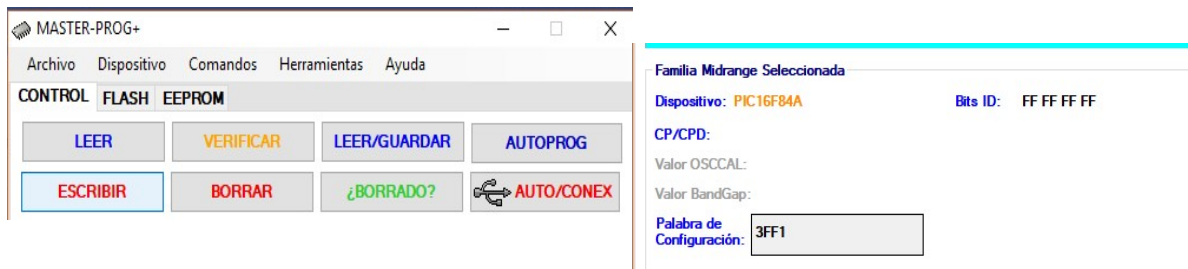 MASTER-PROG+
Archivo Dispositivo Comandos Herramientas Ayuda
CONTROL FLASH EEPROM
LEER VERIFICAR LEER/GUARDAR AUTOPROG
ESCRIBIR BORRAR ¿BORRADO? AUTO/CONEX
Familia Midrange Seleccionada
Dispositivo: PIC16F84A Bits ID: FF FF FF FF
CP/CPD:
Valor OSCCAL:
Valor BandGap:
Palabra de
Configuración: 3FF1